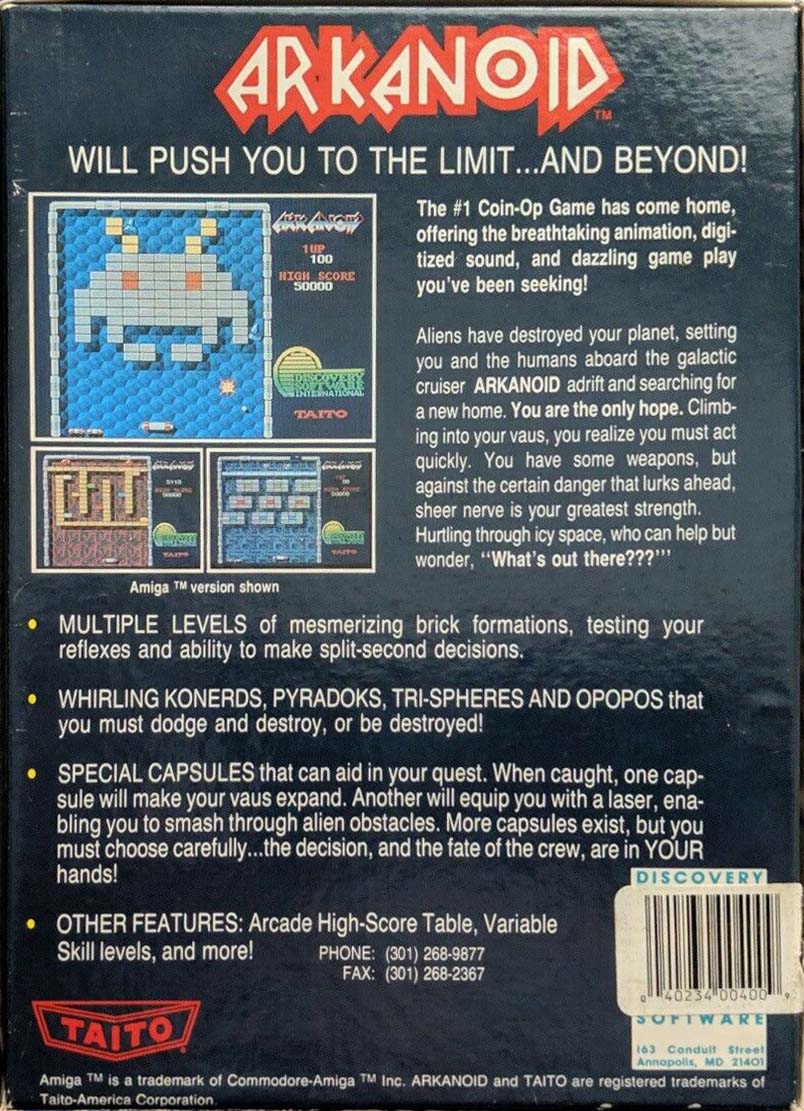 ARKANOID TM
WILL PUSH YOU TO THE LIMIT...AND BEYOND!
ARKANOID
1UP
100
HIGH SCORE
50000
DISCOVERY
SOFTWARE
INTERNATIONAL
TAITO
The #1 Coin-Op Game has come home,
offering the breathtaking animation, digi-
tized sound, and dazzling game play
you've been seeking!
Aliens have destroyed your planet, setting
you and the humans aboard the galactic
cruiser ARKANOID adrift and searching for
a new home. You are the only hope. Climb-
ing into your vaus, you realize you must act
quickly. You have some weapons, but
against the certain danger that lurks ahead,
sheer nerve is your greatest strength.
Hurtling through icy space, who can help but
wonder, "What's out there???'"
TAITO
TAITO
Amiga TM version shown
• MULTIPLE LEVELS of mesmerizing brick formations, testing your
reflexes and ability to make split-second decisions.
• WHIRLING KONERDS, PYRADOKS, TRI-SPHERES AND OPOPOS that
you must dodge and destroy, or be destroyed!
• SPECIAL CAPSULES that can aid in your quest. When caught, one cap-
sule will make your vaus expand. Another will equip you with a laser, ena-
bling you to smash through alien obstacles. More capsules exist, but you
must choose carefully...the decision, and the fate of the crew, are in YOUR
hands!
• OTHER FEATURES: Arcade High-Score Table, Variable
Skill levels, and more!
PHONE: (301) 268-9877
FAX: (301) 268-2367
DISCOVERY
0 40234 00400 9
SOFTWARE
163 Conduit Street
Annapolis, MD 21401
TAITO
Amiga TM is a trademark of Commodore-Amiga TM Inc. ARKANOID and TAITO are registered trademarks of
Taito-America Corporation.